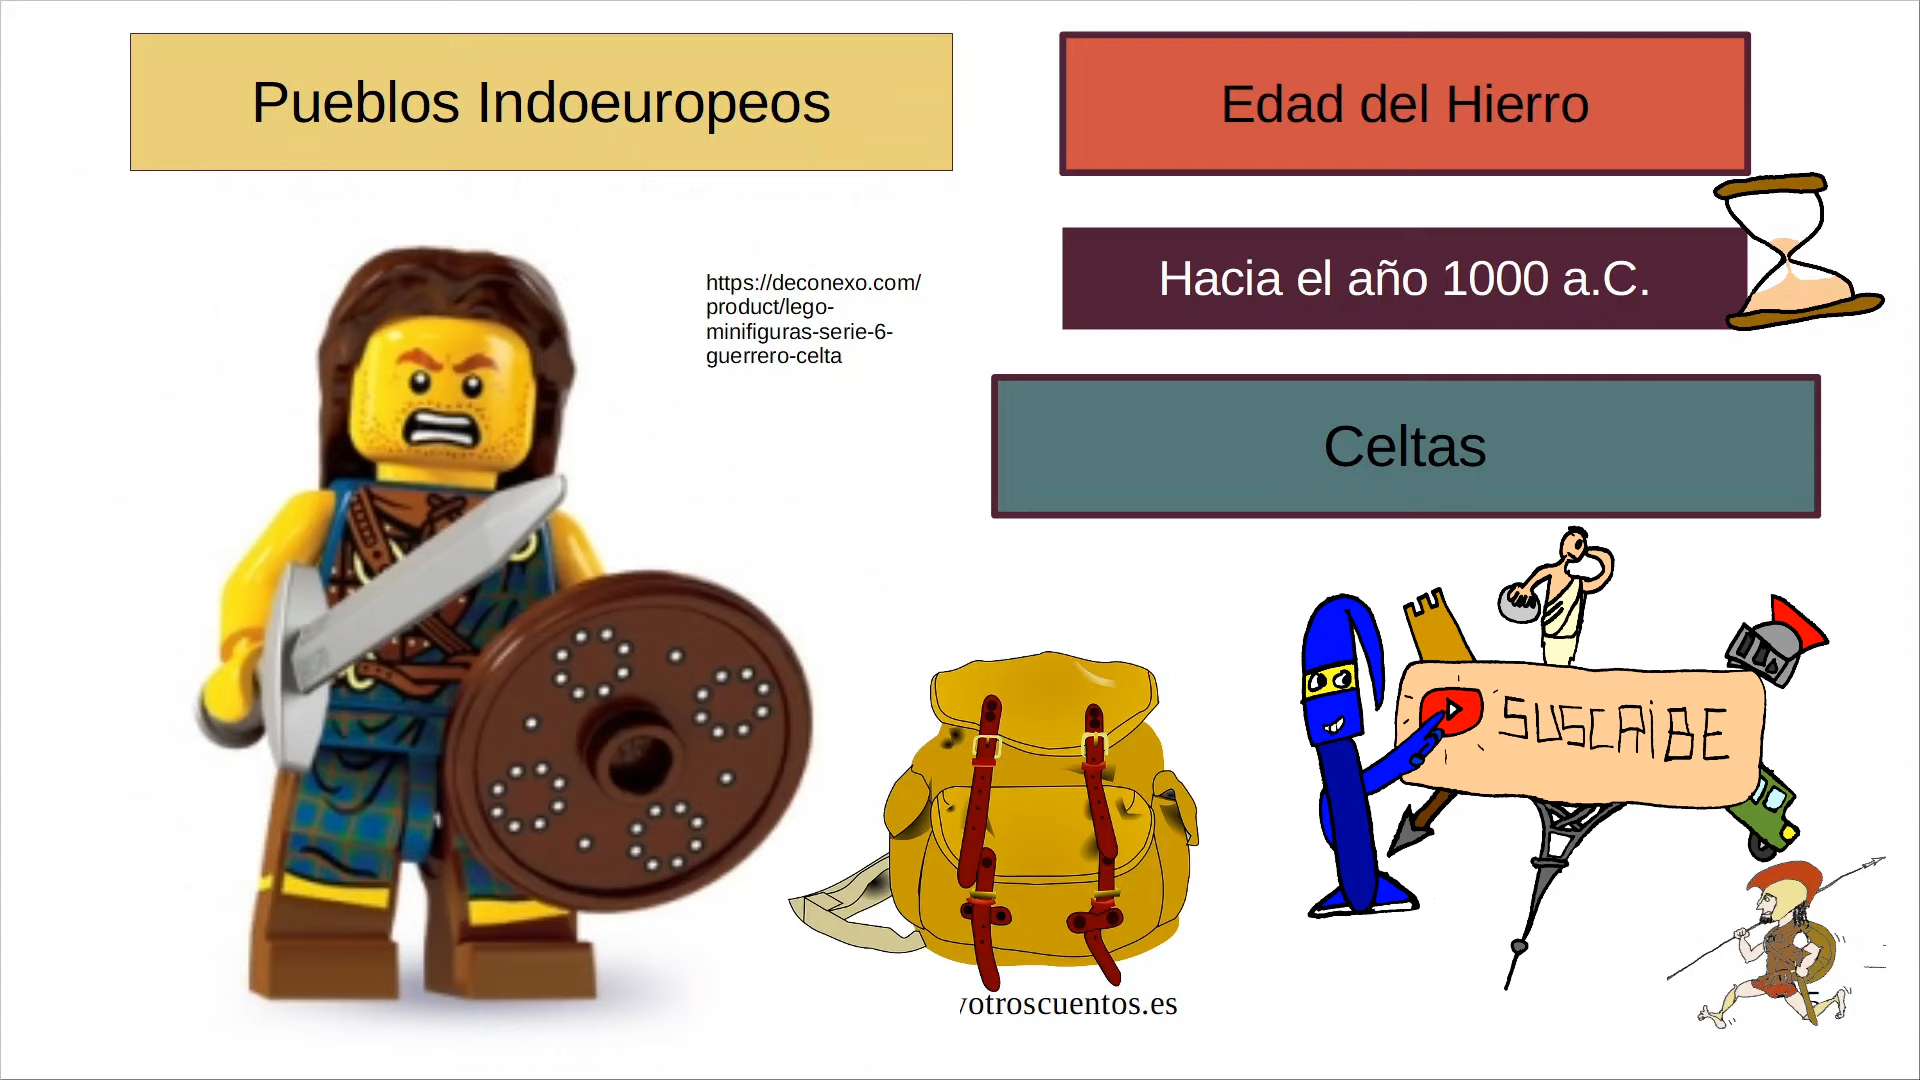 Pueblos Indoeuropeos
Edad del Hierro
Hacia el año 1000 a.C.
https://deconexo.com/
product/lego-
minifiguras-serie-6-
guerrero-celta
Celtas
SUSCRIBE
yotroscuentos.es